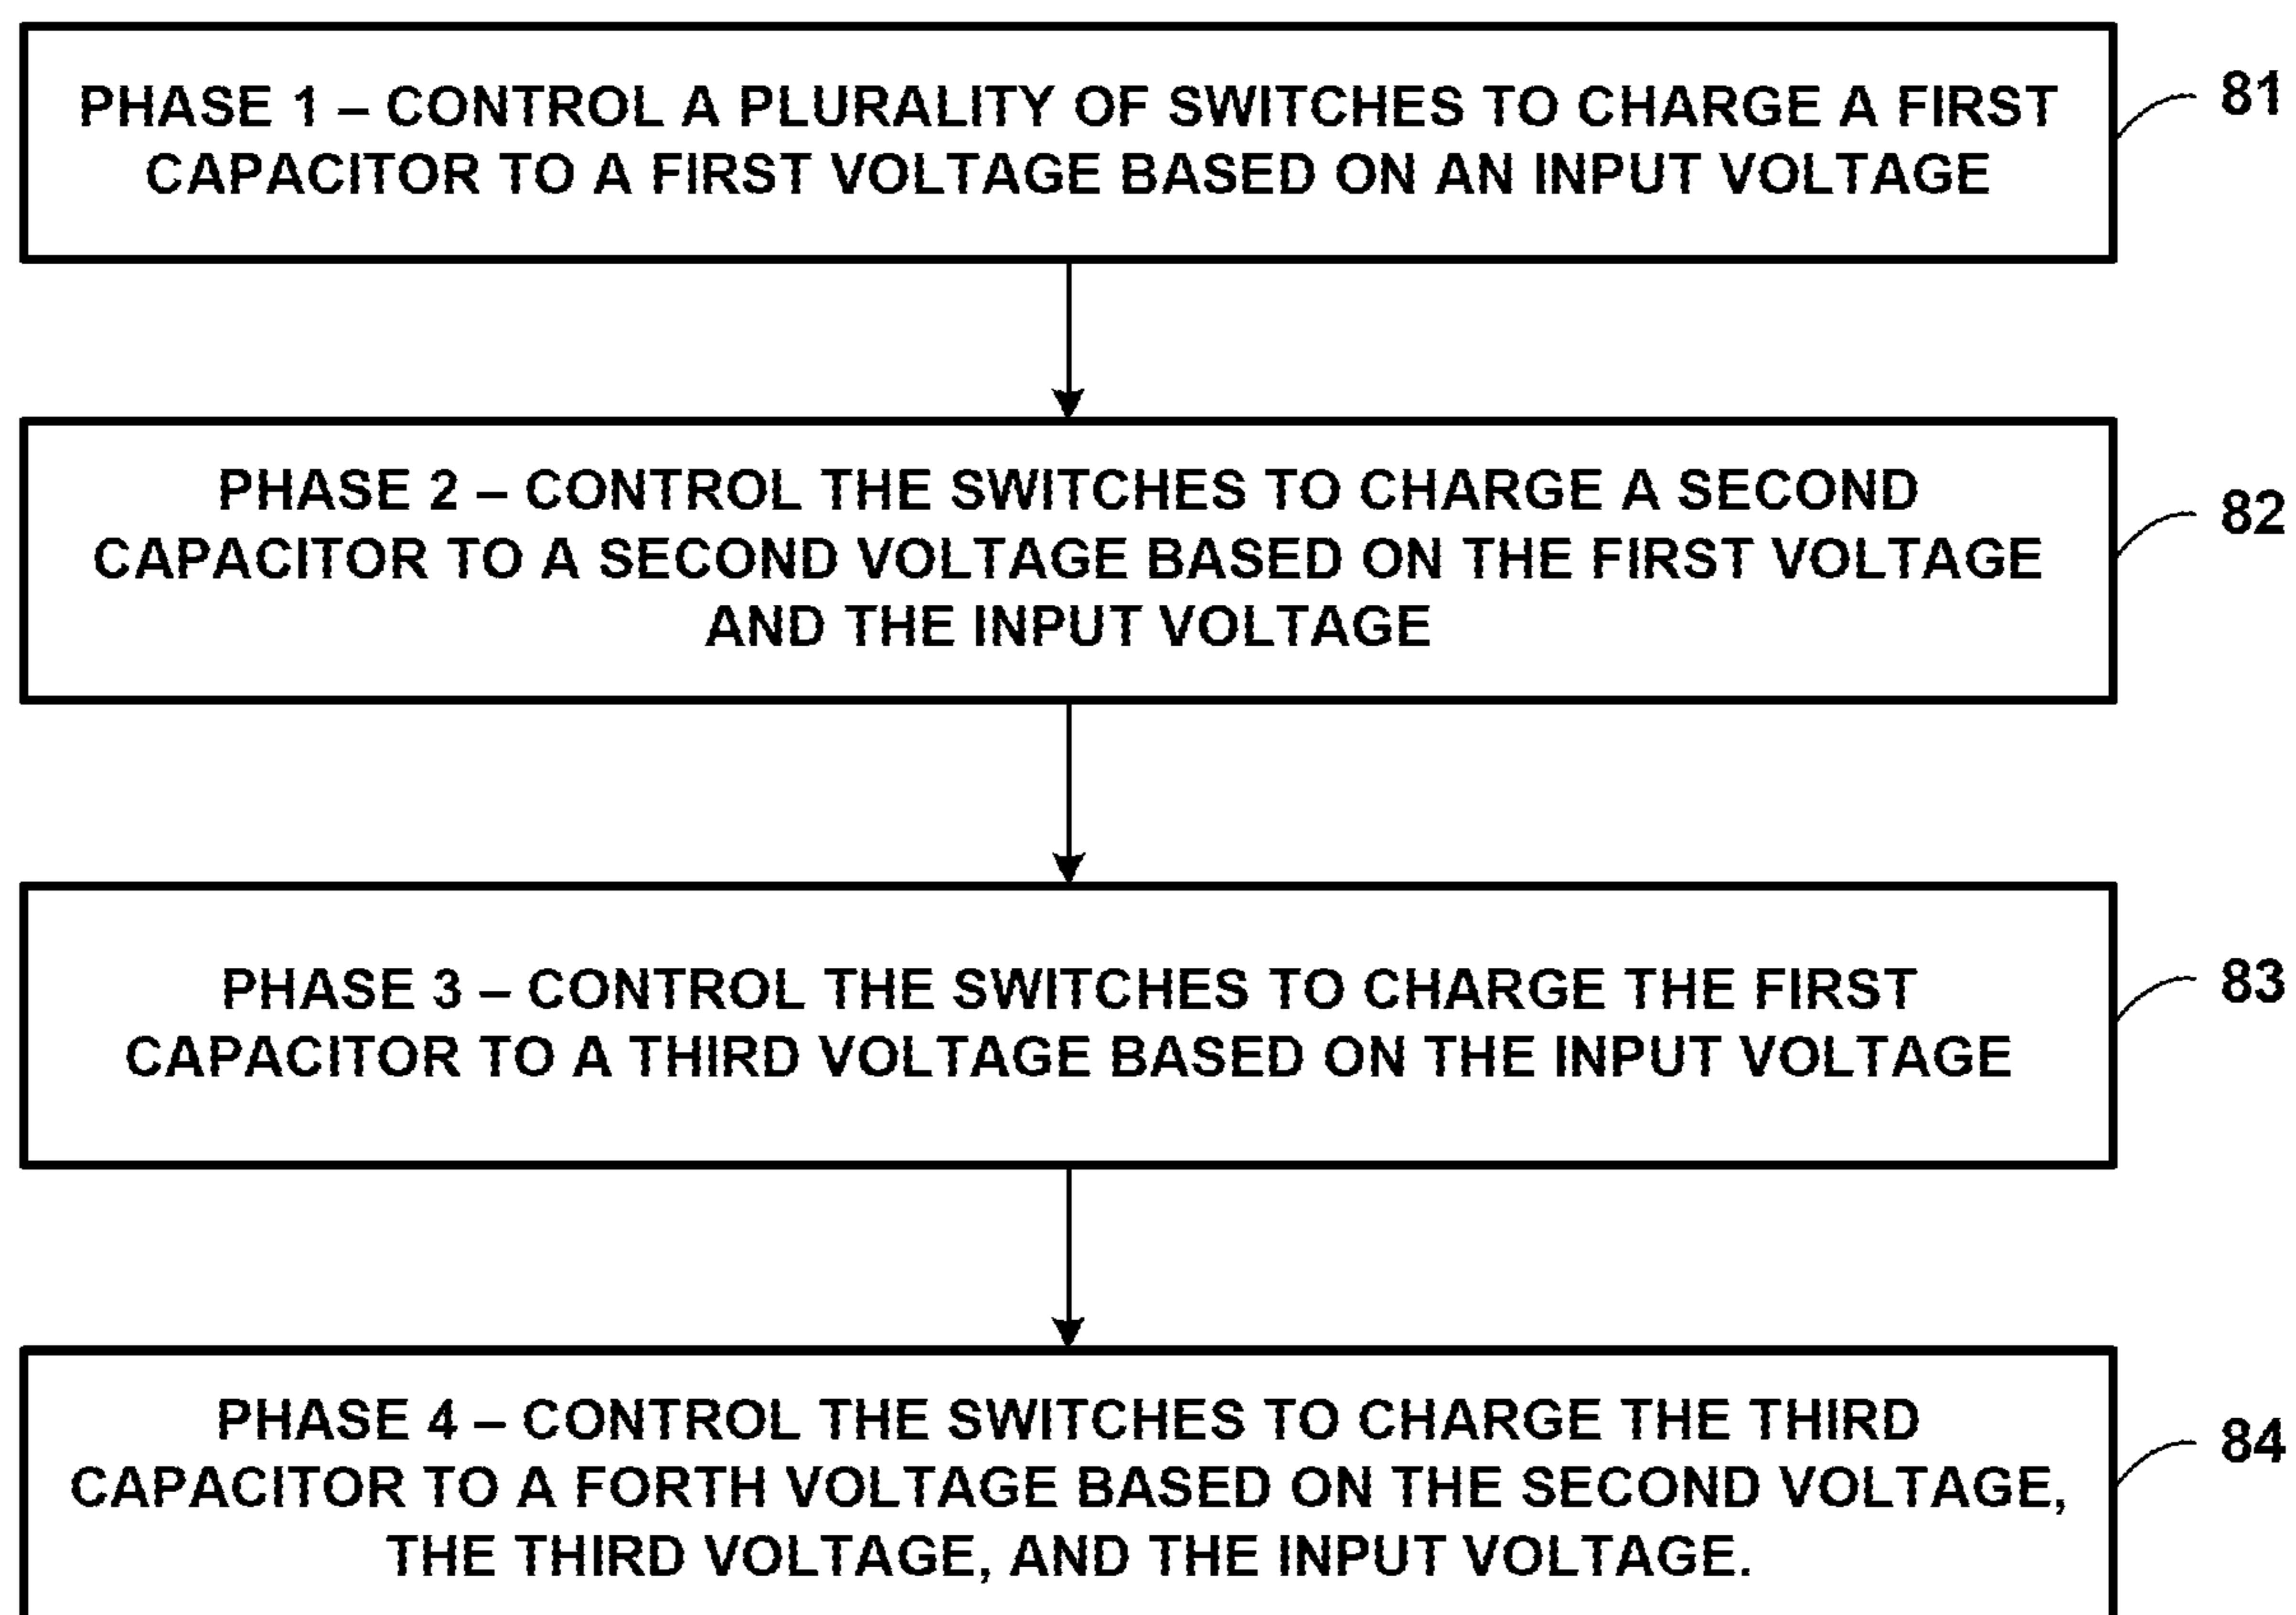 PHASE 1 – CONTROL A PLURALITY OF SWITCHES TO CHARGE A FIRST
CAPACITOR TO A FIRST VOLTAGE BASED ON AN INPUT VOLTAGE
81
PHASE 2 – CONTROL THE SWITCHES TO CHARGE A SECOND
CAPACITOR TO A SECOND VOLTAGE BASED ON THE FIRST VOLTAGE
AND THE INPUT VOLTAGE
82
PHASE 3 – CONTROL THE SWITCHES TO CHARGE THE FIRST
CAPACITOR TO A THIRD VOLTAGE BASED ON THE INPUT VOLTAGE
83
PHASE 4 – CONTROL THE SWITCHES TO CHARGE THE THIRD
CAPACITOR TO A FORTH VOLTAGE BASED ON THE SECOND VOLTAGE,
THE THIRD VOLTAGE, AND THE INPUT VOLTAGE.
84